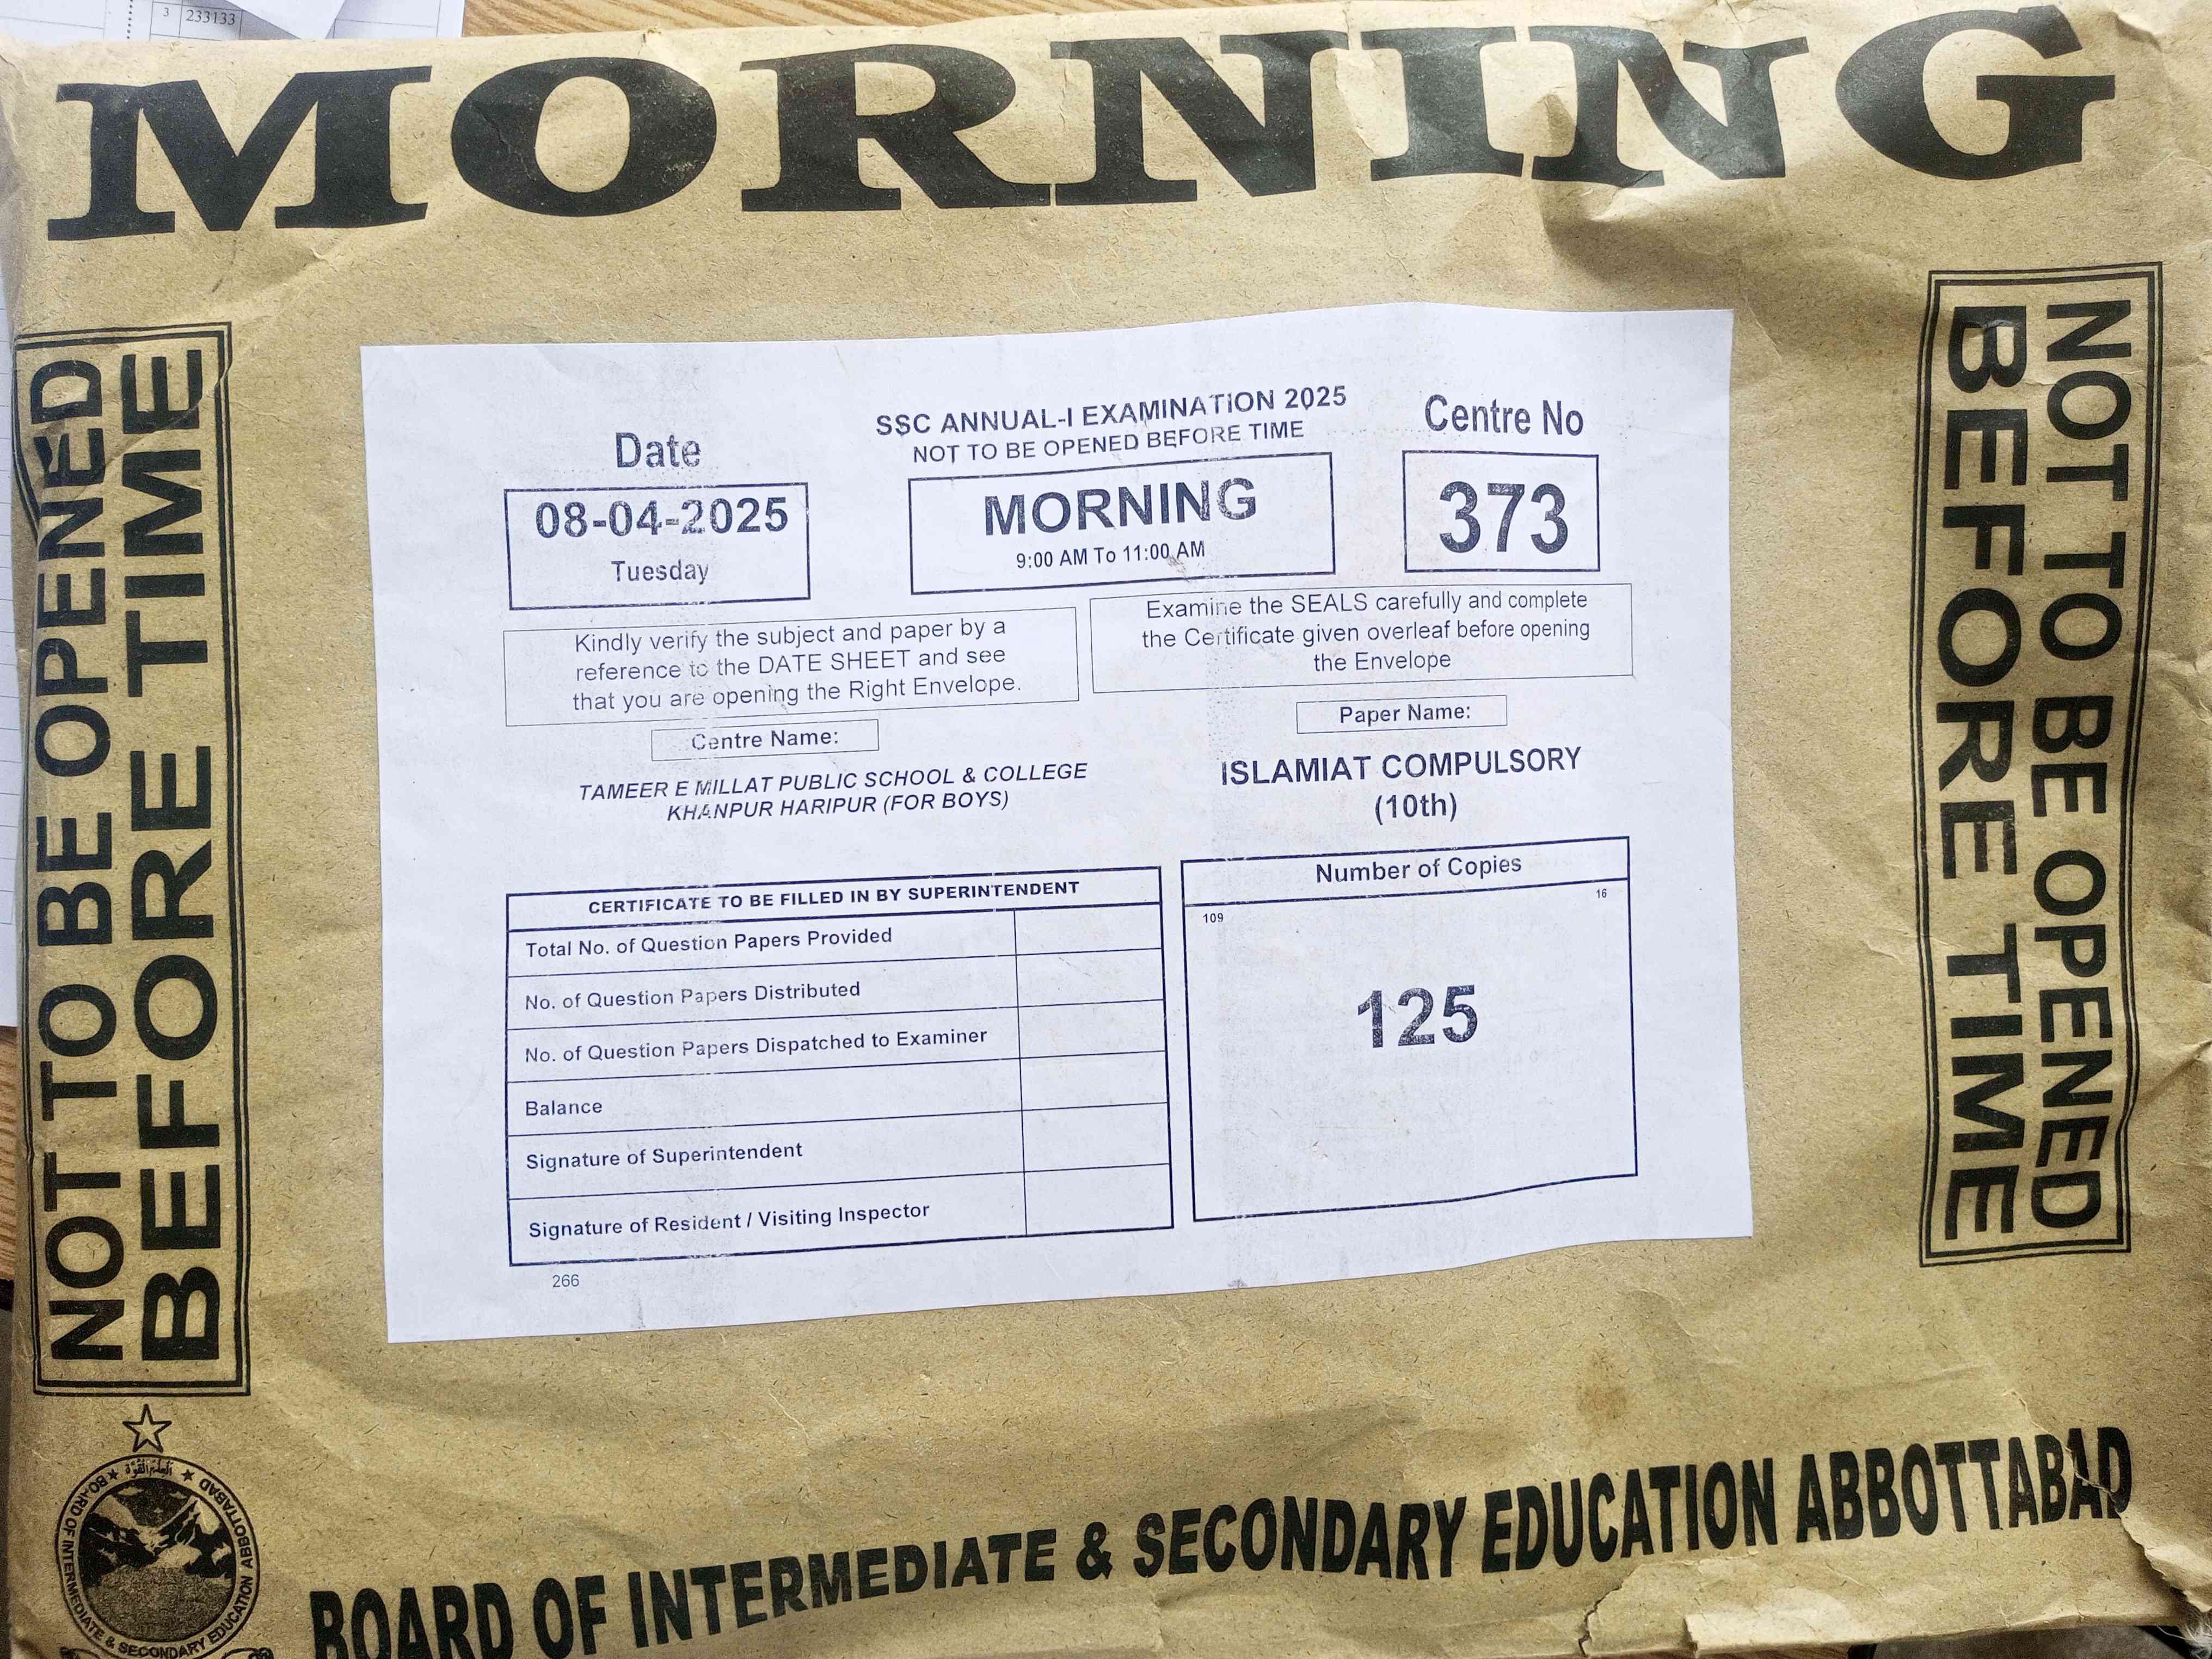 3 233133
MORNING
NOT TO BE OPENED
BEFORE TIME
NOT TO BE OPENED
BEFORE TIME
SSC ANNUAL-I EXAMINATION 2025
NOT TO BE OPENED BEFORE TIME
Date
08-04-2025
Tuesday
MORNING
9:00 AM To 11:00 AM
Centre No
373
Kindly verify the subject and paper by a
reference to the DATE SHEET and see
that you are opening the Right Envelope.
Examine the SEALS carefully and complete
the Certificate given overleaf before opening
the Envelope
Centre Name:
TAMEER E MILLAT PUBLIC SCHOOL & COLLEGE
KHANPUR HARIPUR (FOR BOYS)
Paper Name:
ISLAMIAT COMPULSORY
(10th)
CERTIFICATE TO BE FILLED IN BY SUPERINTENDENT
Total No. of Question Papers Provided
No. of Question Papers Distributed
No. of Question Papers Dispatched to Examiner
Balance
Signature of Superintendent
Signature of Resident / Visiting Inspector
Number of Copies
109 16
125
266
BOARD OF INTERMEDIATE & SECONDARY EDUCATION ABBOTTABAD
BOARD OF INTERMEDIATE & SECONDARY EDUCATION ABBOTTABAD